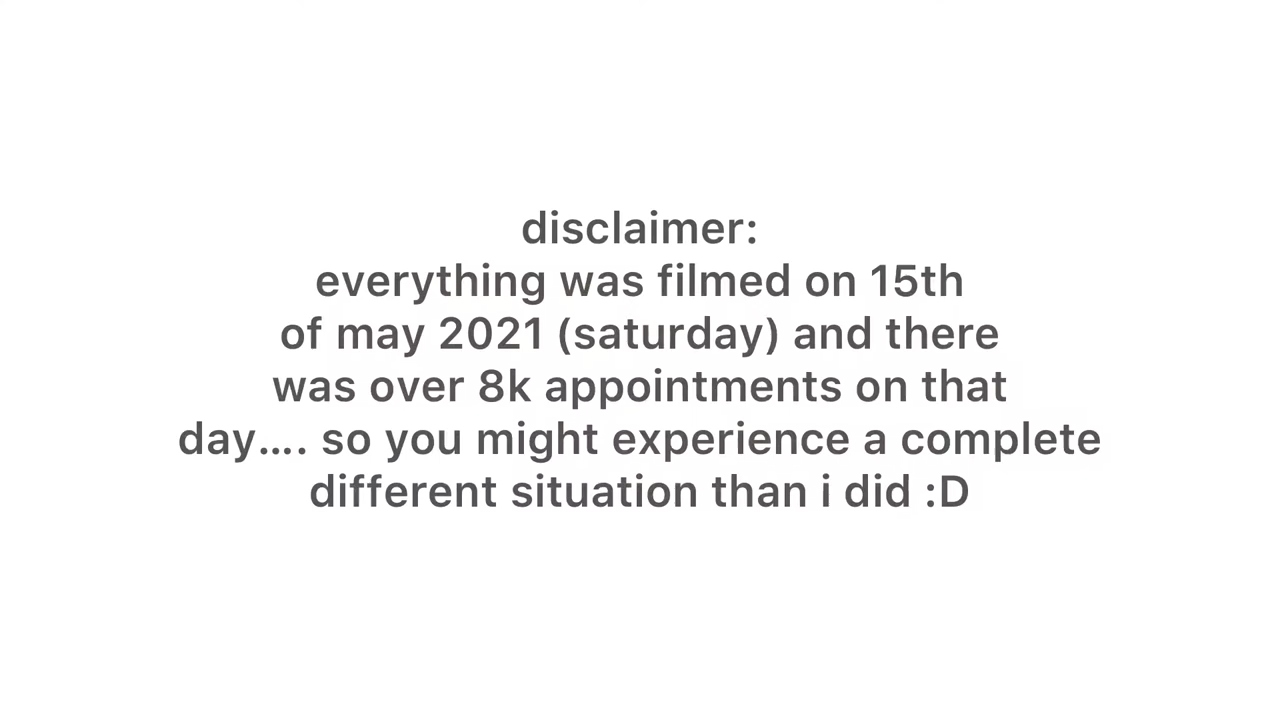 disclaimer:
everything was filmed on 15th
of may 2021 (saturday) and there
was over 8k appointments on that
day.... so you might experience a complete
different situation than i did :D